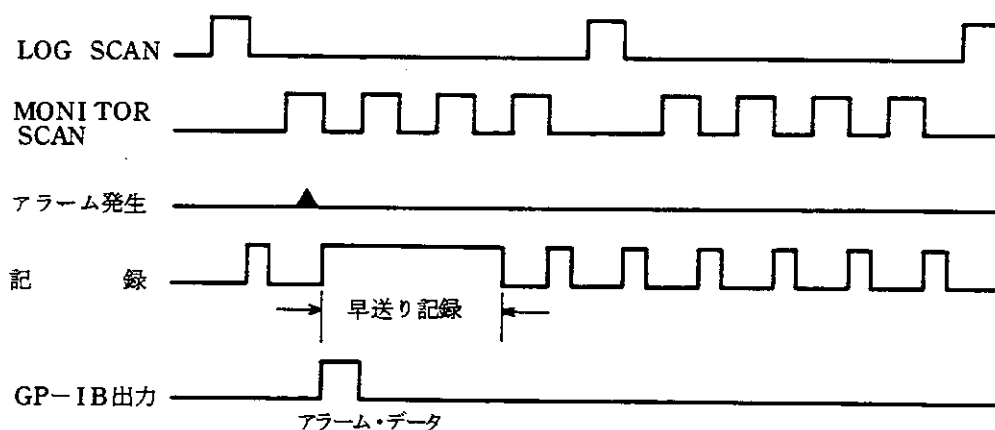 LOG SCAN
MONITOR
SCAN
アラーム発生
記 録
早送り記録
GP-IB出力
アラーム・データ